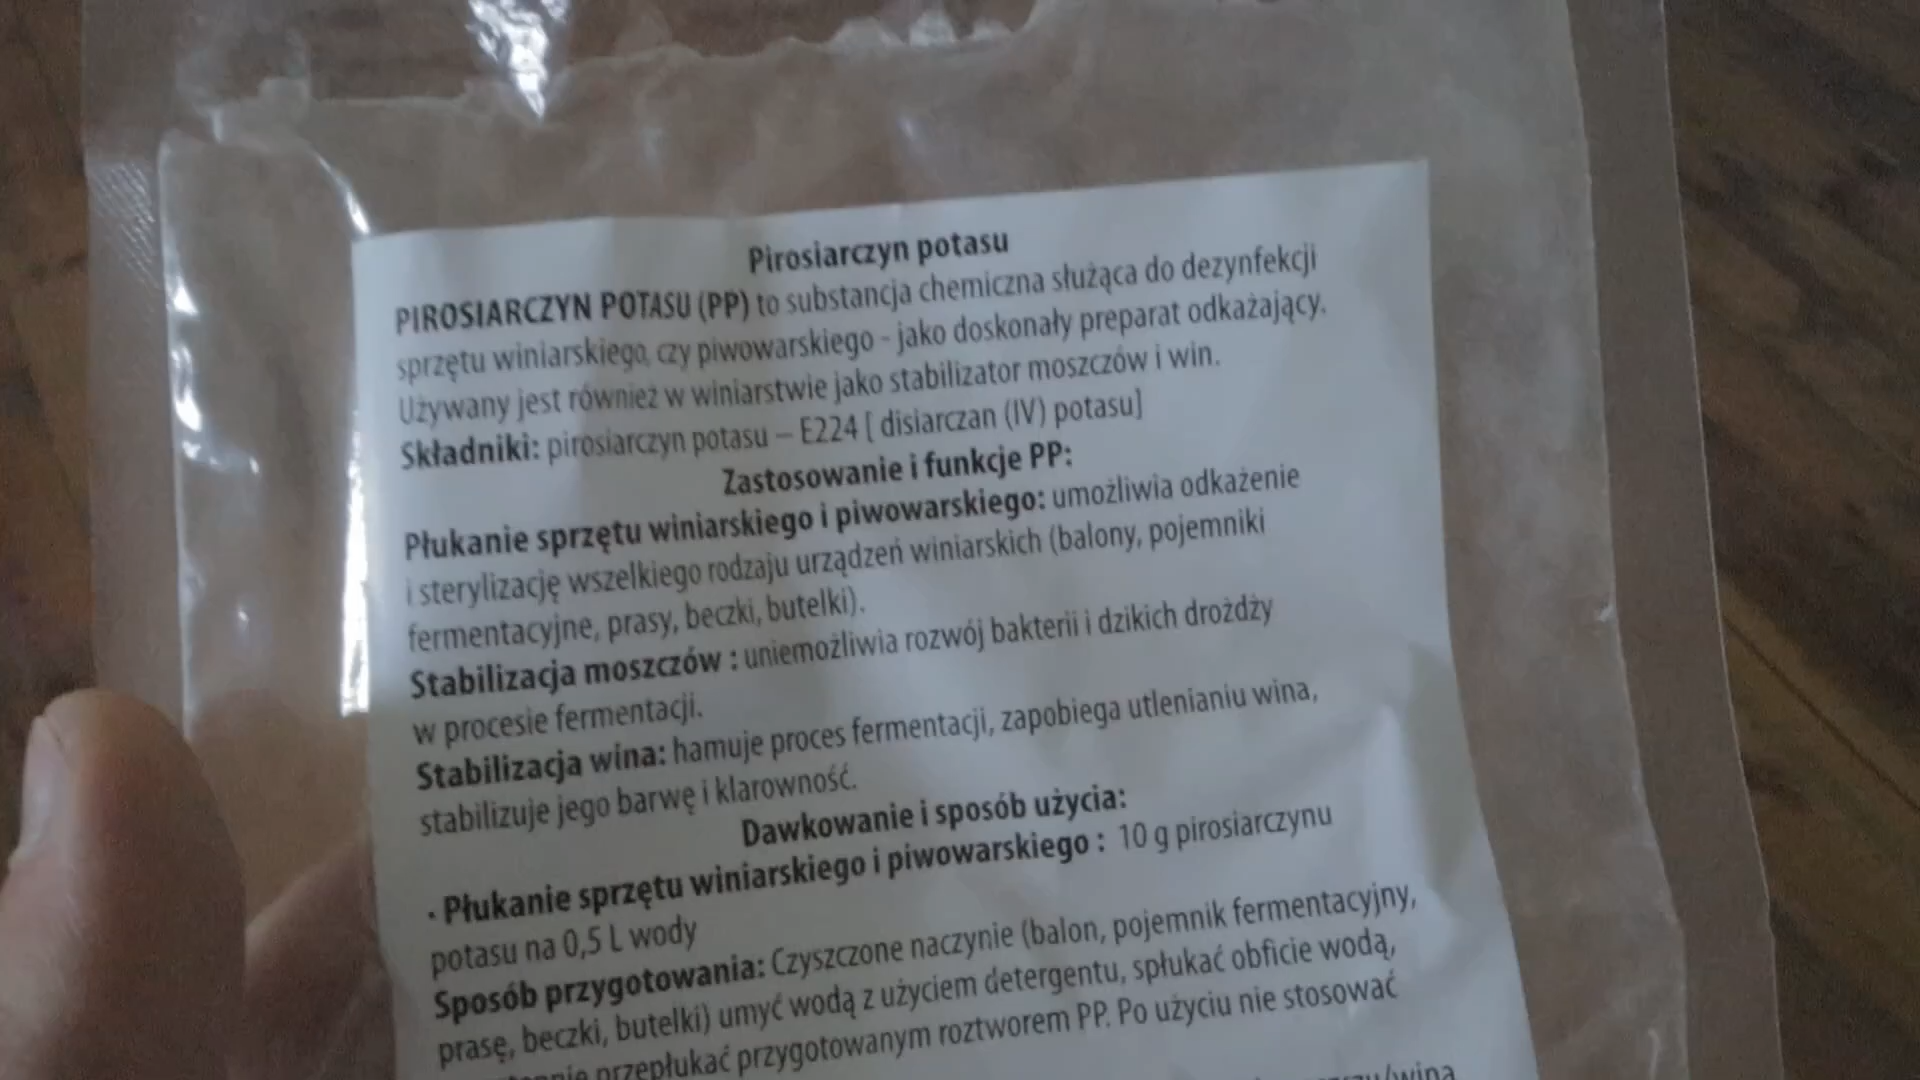 Pirosiarczyn potasu
PIROSIARCZYN POTASU (PP) to substancja chemiczna służąca do dezynfekcji
sprzętu winiarskiego, czy piwowarskiego - jako doskonały preparat odkażający.
Używany jest również w winiarstwie jako stabilizator moszczów i win.
Składniki: pirosiarczyn potasu – E224 [ disiarczan (IV) potasu]
Zastosowanie i funkcje PP:
Płukanie sprzętu winiarskiego i piwowarskiego: umożliwia odkażenie
i sterylizację wszelkiego rodzaju urządzeń winiarskich (balony, pojemniki
fermentacyjne, prasy, beczki, butelki).
Stabilizacja moszczów : uniemożliwia rozwój bakterii i dzikich drożdży
w procesie fermentacji.
Stabilizacja wina: hamuje proces fermentacji, zapobiega utlenianiu wina,
stabilizuje jego barwę i klarowność.
Dawkowanie i sposób użycia:
· Płukanie sprzętu winiarskiego i piwowarskiego : 10 g pirosiarczynu
potasu na 0,5 L wody
Sposób przygotowania: Czyszczone naczynie (balon, pojemnik fermentacyjny,
prasę, beczki, butelki) umyć wodą z użyciem detergentu, spłukać obficie wodą,
przepłukać przygotowanym roztworem PP. Po użyciu nie stosować